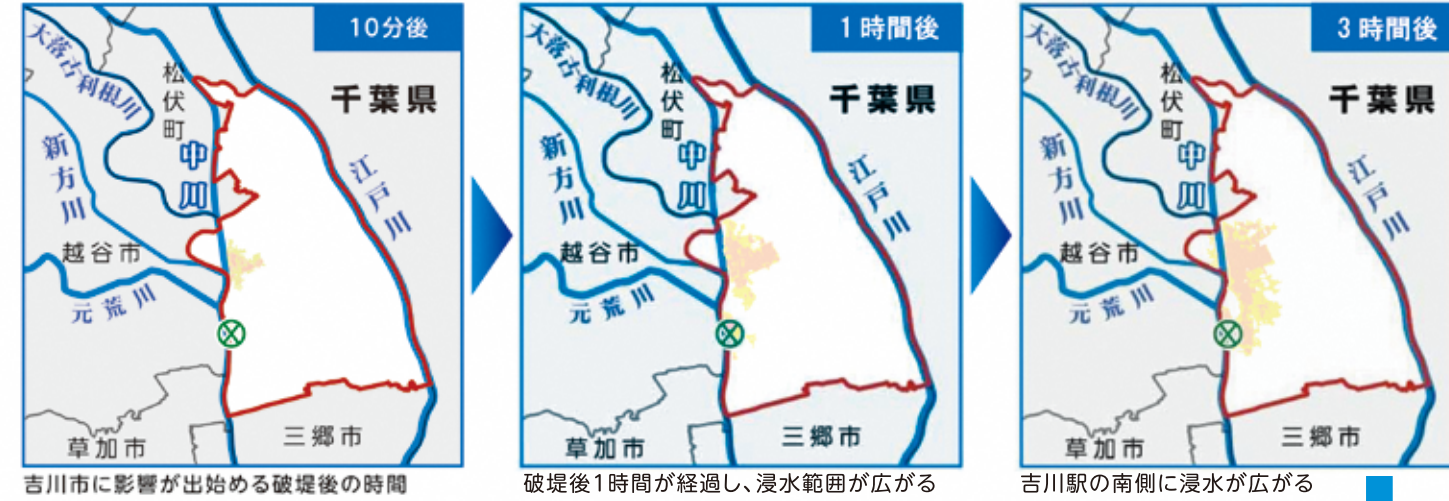 10分後
大落古利根川
松伏町
千葉県
中川
新方川
江戸川
越谷市
元荒川
草加市
三郷市
吉川市に影響が出始める破堤後の時間
1時間後
大落古利根川
松伏町
千葉県
中川
新方川
江戸川
越谷市
元荒川
草加市
三郷市
破堤後1時間が経過し、浸水範囲が広がる
3時間後
大落古利根川
松伏町
千葉県
中川
新方川
江戸川
越谷市
元荒川
草加市
三郷市
吉川駅の南側に浸水が広がる